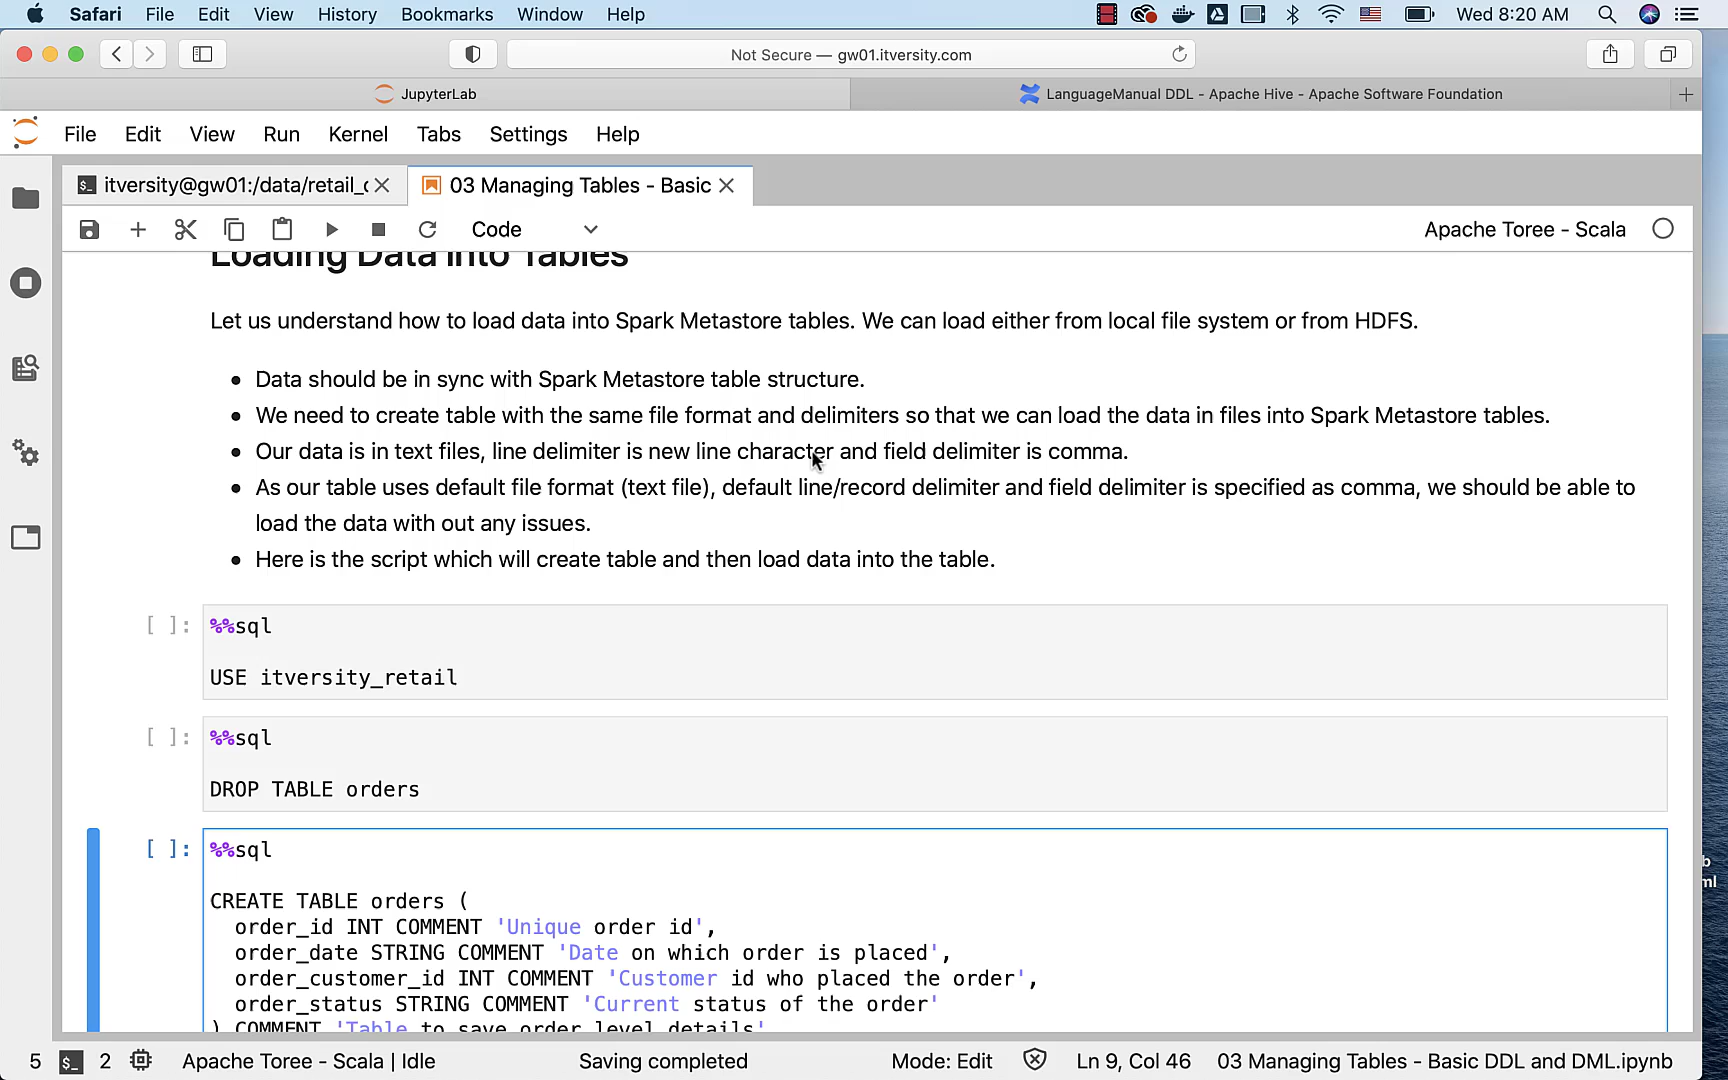 Safari File Edit View History Bookmarks Window Help Wed 8:20 AM
Not Secure — gw01.itversity.com
JupyterLab
LanguageManual DDL - Apache Hive - Apache Software Foundation
File Edit View Run Kernel Tabs Settings Help
itversity@gw01:/data/retail_
03 Managing Tables - Basic
Code
Apache Toree - Scala
Loading Data into Tables
Let us understand how to load data into Spark Metastore tables. We can load either from local file system or from HDFS.
• Data should be in sync with Spark Metastore table structure.
• We need to create table with the same file format and delimiters so that we can load the data in files into Spark Metastore tables.
• Our data is in text files, line delimiter is new line character and field delimiter is comma.
• As our table uses default file format (text file), default line/record delimiter and field delimiter is specified as comma, we should be able to
load the data with out any issues.
• Here is the script which will create table and then load data into the table.
[ ]: %%sql
USE itversity_retail
[ ]: %%sql
DROP TABLE orders
[ ]: %%sql
CREATE TABLE orders (
order_id INT COMMENT 'Unique order id',
order_date STRING COMMENT 'Date on which order is placed',
order_customer_id INT COMMENT 'Customer id who placed the order',
order_status STRING COMMENT 'Current status of the order'
) COMMENT 'Table to save order level details'
5 $_ 2 Apache Toree - Scala | Idle Saving completed Mode: Edit Ln 9, Col 46 03 Managing Tables - Basic DDL and DML.ipynb